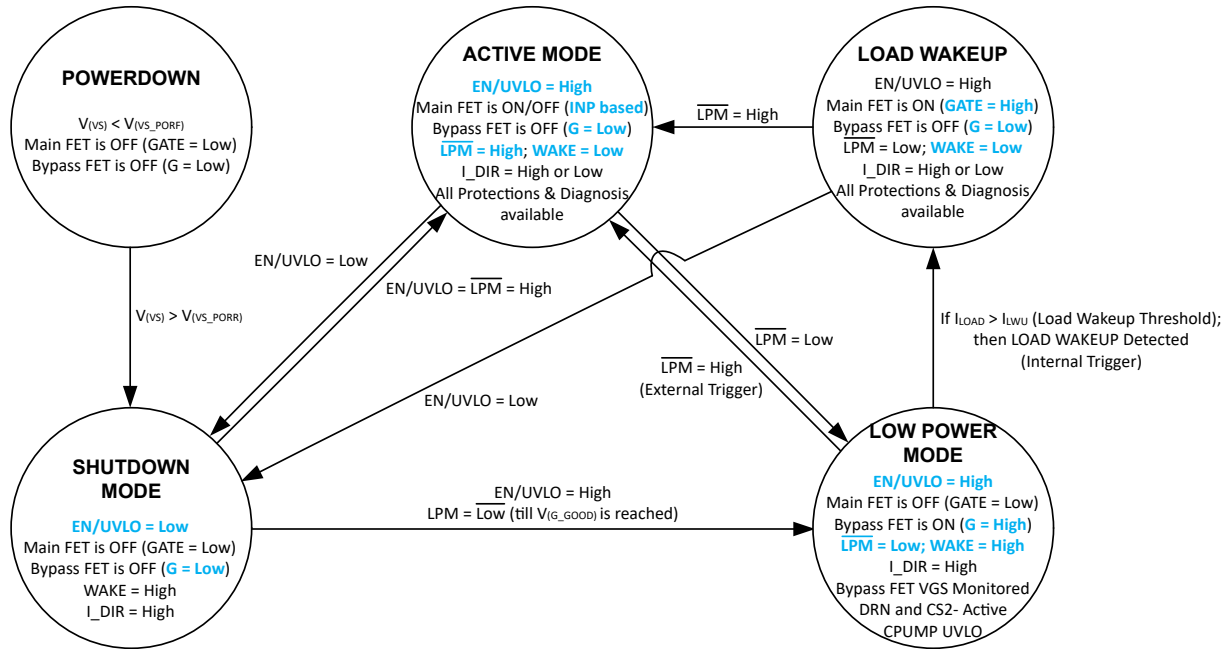 POWERDOWN
V(VS) < V(VS_PORF)
Main FET is OFF (GATE = Low)
Bypass FET is OFF (G = Low)
ACTIVE MODE
EN/UVLO = High
Main FET is ON/OFF (INP based)
Bypass FET is OFF (G = Low)
L̅P̅M̅ = High; WAKE = Low
I_DIR = High or Low
All Protections & Diagnosis
available
LOAD WAKEUP
EN/UVLO = High
Main FET is ON (GATE = High)
Bypass FET is OFF (G = Low)
L̅P̅M̅ = Low; WAKE = Low
I_DIR = High or Low
All Protections & Diagnosis
available
L̅P̅M̅ = High
EN/UVLO = Low
EN/UVLO = L̅P̅M̅ = High
V(VS) > V(VS_PORR)
L̅P̅M̅ = Low
L̅P̅M̅ = High
(External Trigger)
If ILOAD > ILWU (Load Wakeup Threshold);
then LOAD WAKEUP Detected
(Internal Trigger)
EN/UVLO = Low
SHUTDOWN
MODE
EN/UVLO = Low
Main FET is OFF (GATE = Low)
Bypass FET is OFF (G = Low)
WAKE = High
I_DIR = High
EN/UVLO = High
LPM = L̅o̅w̅ (till V(G_GOOD) is reached)
LOW POWER
MODE
EN/UVLO = High
Main FET is OFF (GATE = Low)
Bypass FET is ON (G = High)
L̅P̅M̅ = Low; WAKE = High
I_DIR = High
Bypass FET VGS Monitored
DRN and CS2- Active
CPUMP UVLO